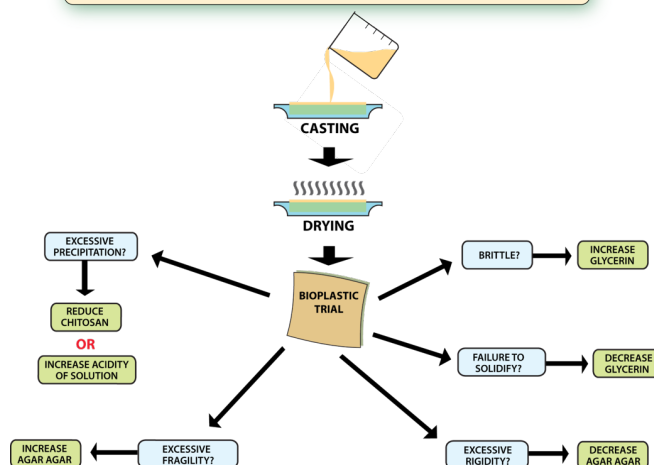 CASTING
DRYING
BIOPLASTIC
TRIAL
EXCESSIVE
PRECIPITATION?
REDUCE
CHITOSAN
OR
INCREASE ACIDITY
OF SOLUTION
BRITTLE?
INCREASE
GLYCERIN
FAILURE TO
SOLIDIFY?
DECREASE
GLYCERIN
EXCESSIVE
FRAGILITY?
INCREASE
AGAR AGAR
EXCESSIVE
RIGIDITY?
DECREASE
AGAR AGAR